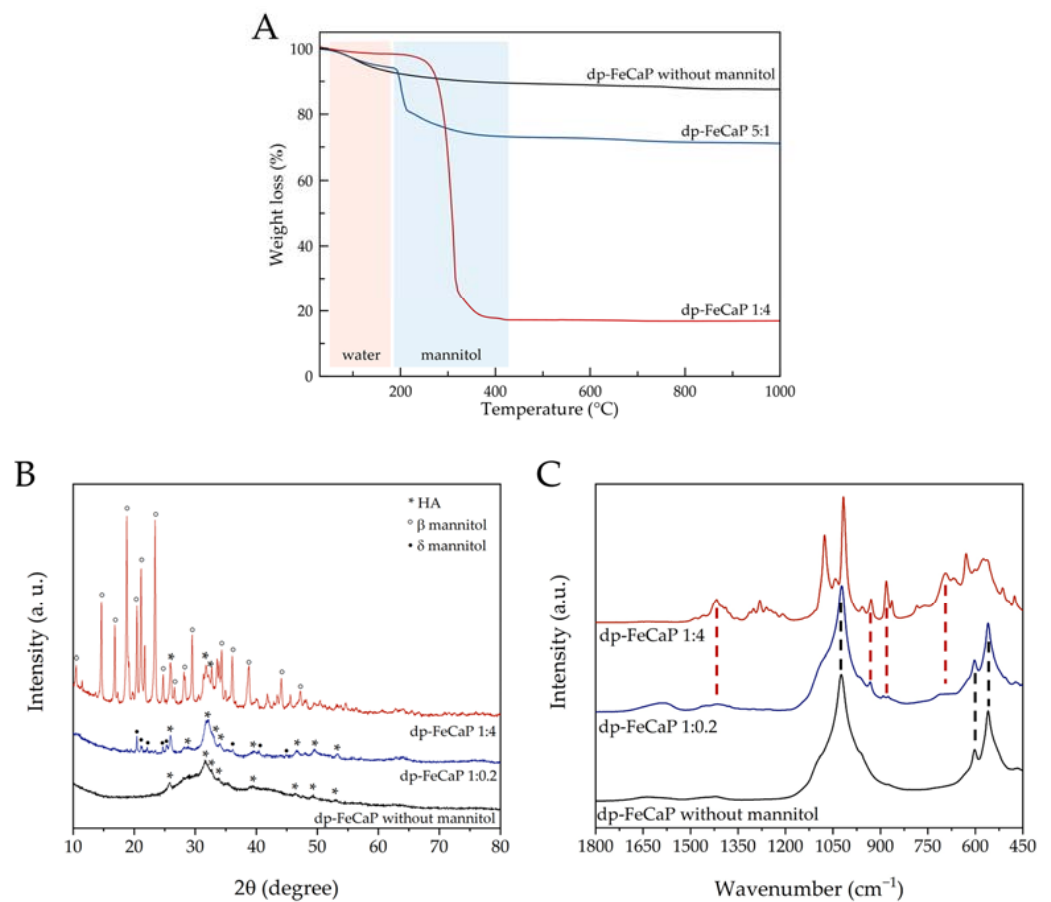 A
100
80
60
40
20
0
Weight loss (%)
dp-FeCaP without mannitol
dp-FeCaP 5:1
dp-FeCaP 1:4
water
mannitol
200
400
600
800
1000
Temperature (°C)
B
* HA
○ β mannitol
• δ mannitol
dp-FeCaP 1:4
dp-FeCaP 1:0.2
dp-FeCaP without mannitol
Intensity (a. u.)
10
20
30
40
50
60
70
80
2θ (degree)
C
dp-FeCaP 1:4
dp-FeCaP 1:0.2
dp-FeCaP without mannitol
Intensity (a.u.)
1800
1650
1500
1350
1200
1050
900
750
600
450
Wavenumber (cm⁻¹)